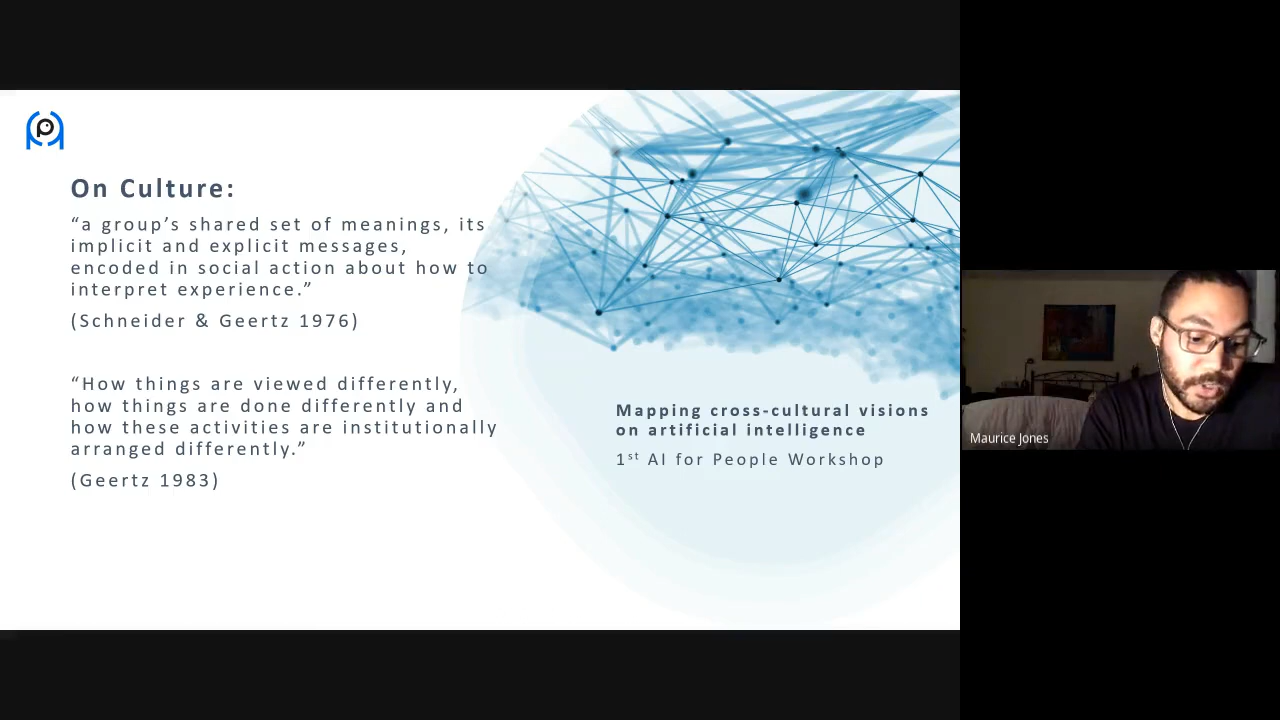 On Culture:
“a group’s shared set of meanings, its
implicit and explicit messages,
encoded in social action about how to
interpret experience.”
(Schneider & Geertz 1976)
“How things are viewed differently,
how things are done differently and
how these activities are institutionally
arranged differently.”
(Geertz 1983)
Mapping cross-cultural visions
on artificial intelligence
1st AI for People Workshop
Maurice Jones